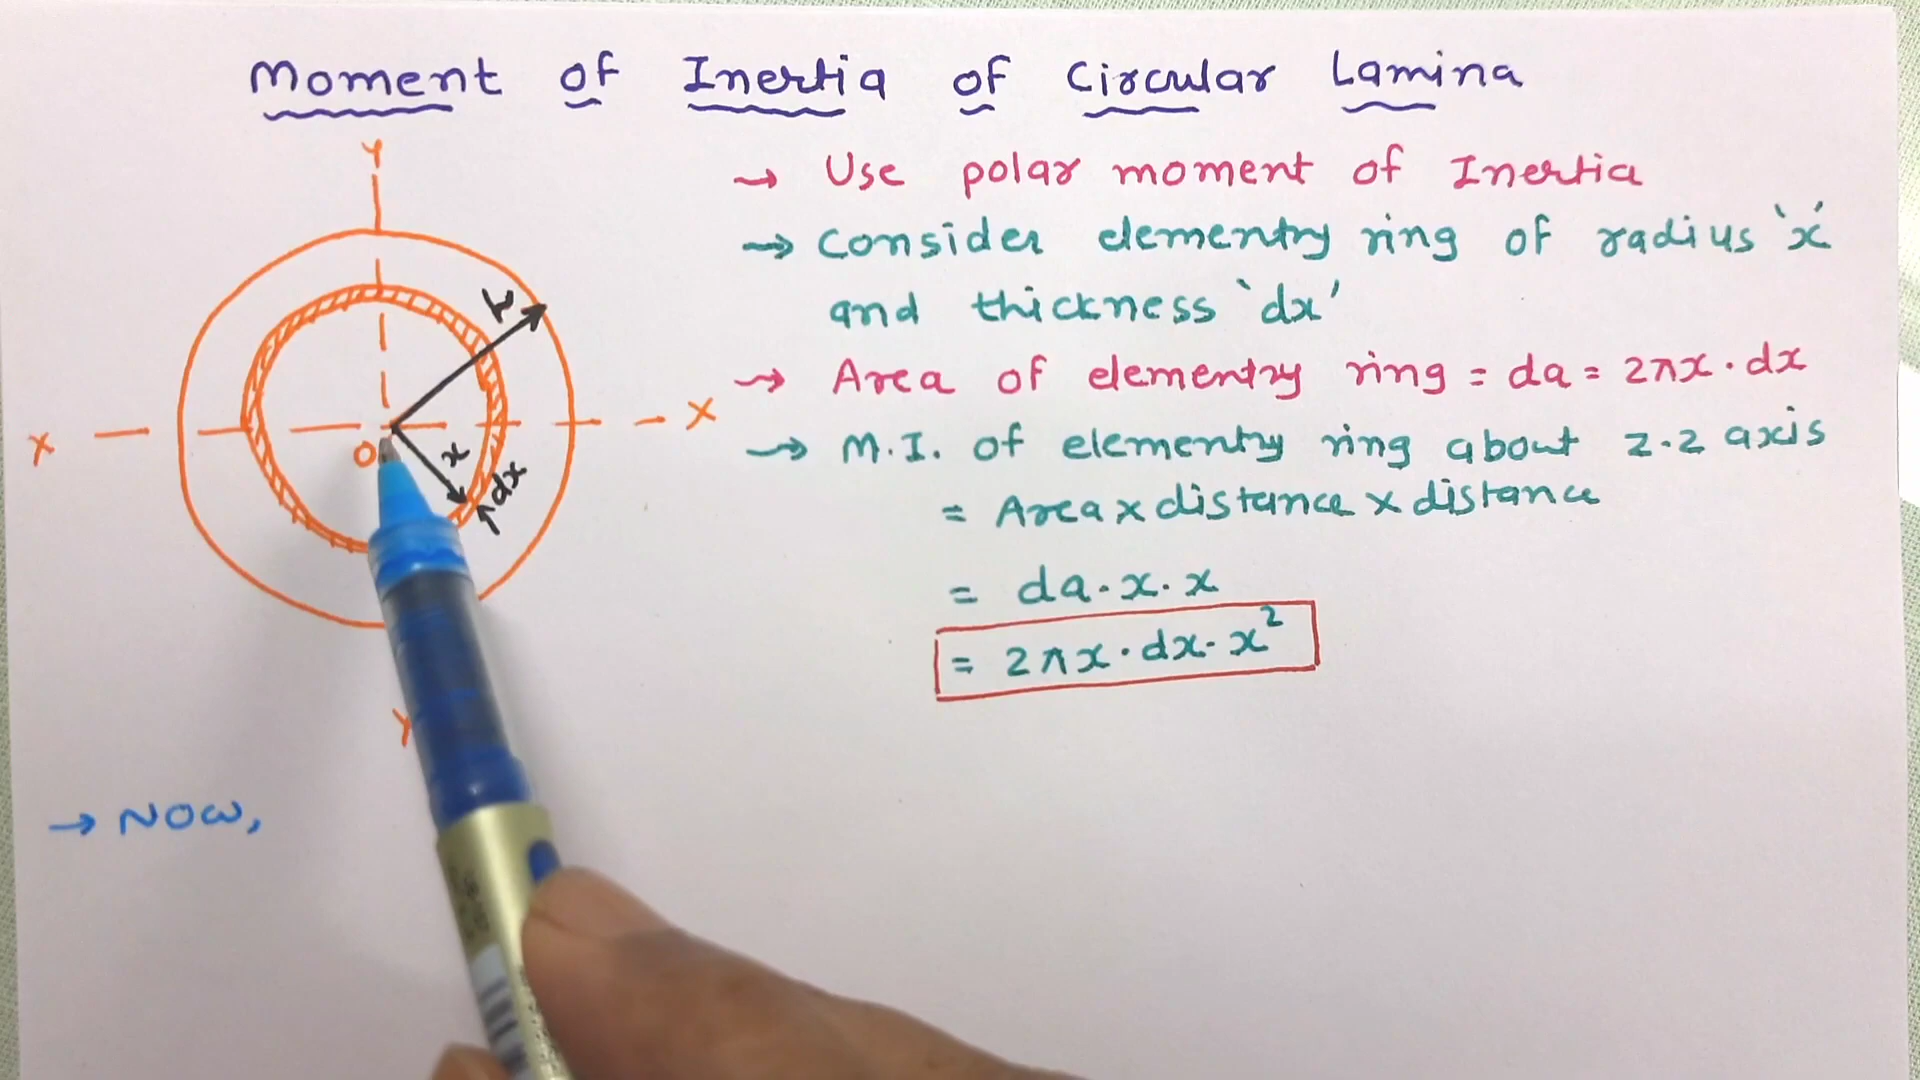 Moment of Inertia of Circular Lamina
→ Use polar moment of Inertia
→ Consider elementry ring of radius 'x'
and thickness 'dx'
→ Area of elementry ring = da = 2πx · dx
→ M.I. of elementry ring about z-z axis
= Area x distance x distance
= da · x · x
= 2πx · dx · x²
Y
r
X
X
O
x
dx
Y
→ Now,